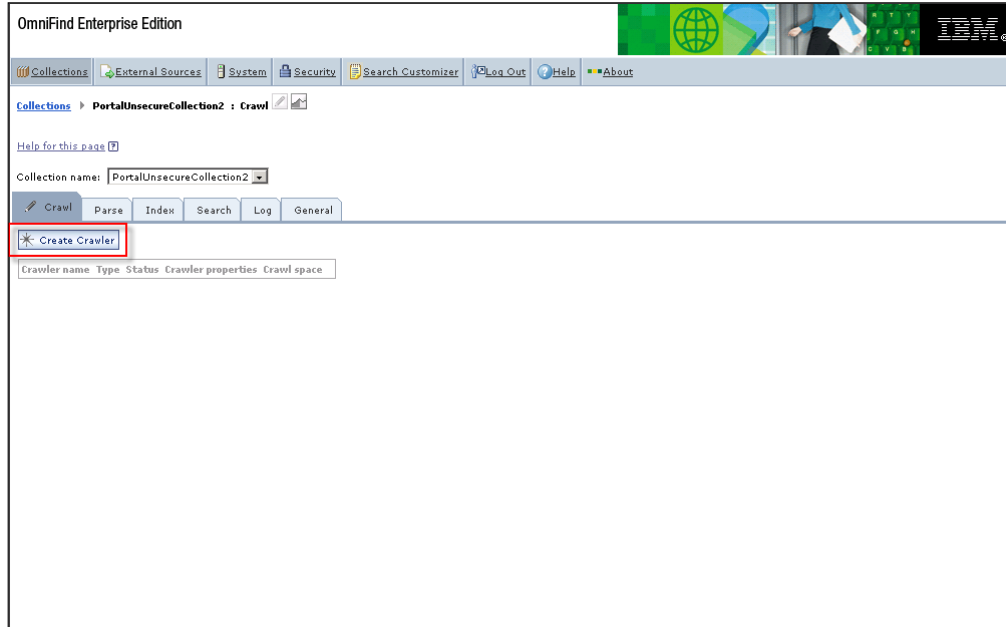 OmniFind Enterprise Edition
IBM®
Collections External Sources System Security Search Customizer Log Out Help About
Collections PortalUnsecureCollection2 : Crawl
Help for this page ?
Collection name: PortalUnsecureCollection2
Crawl Parse Index Search Log General
Create Crawler
Crawler name Type Status Crawler properties Crawl space